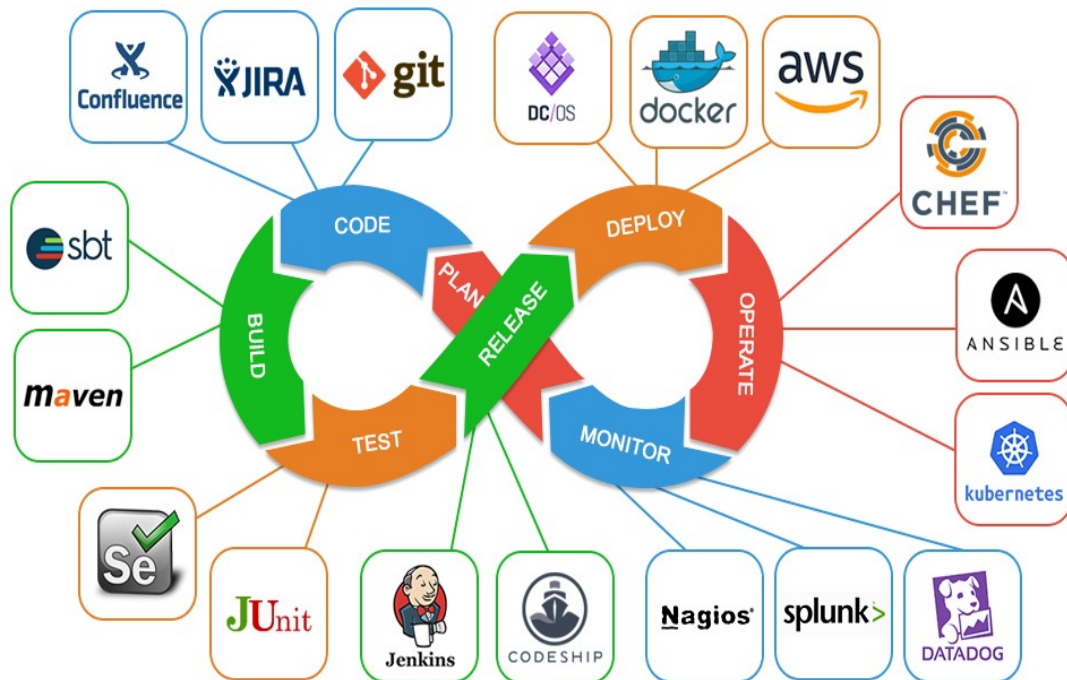 Confluence
JIRA
git
DC/OS
docker
aws
CHEF™
sbt
maven
CODE
PLAN
BUILD
TEST
RELEASE
DEPLOY
OPERATE
MONITOR
ANSIBLE
kubernetes
Se
JUnit
Jenkins
CODESHIP
Nagios®
splunk>
DATADOG